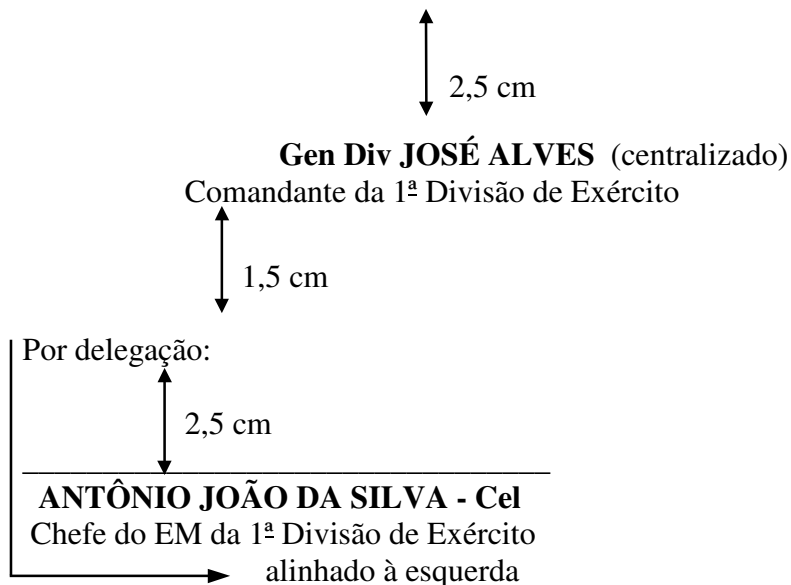 2,5 cm
Gen Div JOSÉ ALVES (centralizado)
Comandante da 1ª Divisão de Exército
1,5 cm
Por delegação:
2,5 cm
ANTÔNIO JOÃO DA SILVA - Cel
Chefe do EM da 1ª Divisão de Exército
alinhado à esquerda